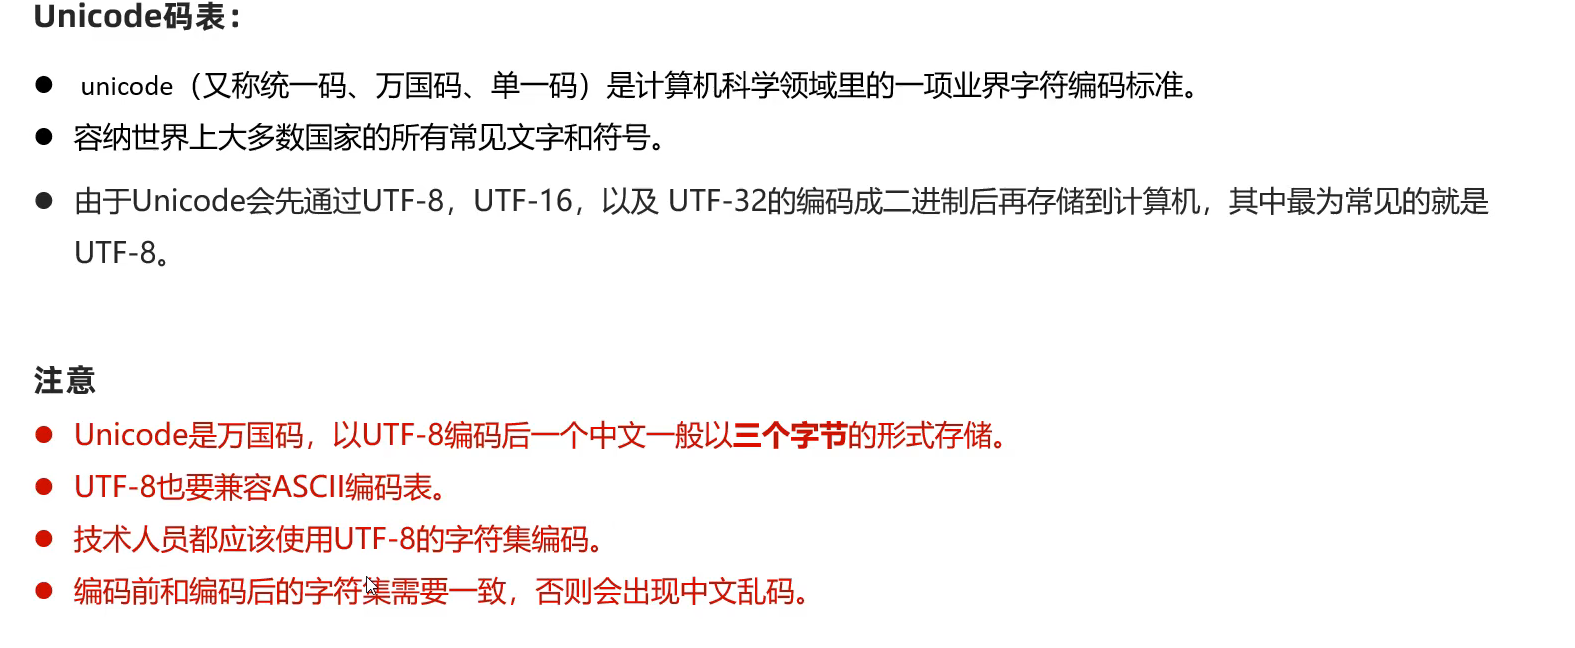 Unicode码表：
● unicode（又称统一码、万国码、单一码）是计算机科学领域里的一项业界字符编码标准。
● 容纳世界上大多数国家的所有常见文字和符号。
● 由于Unicode会先通过UTF-8，UTF-16，以及 UTF-32的编码成二进制后再存储到计算机，其中最为常见的就是
UTF-8。
注意
● Unicode是万国码，以UTF-8编码后一个中文一般以三个字节的形式存储。
● UTF-8也要兼容ASCII编码表。
● 技术人员都应该使用UTF-8的字符集编码。
● 编码前和编码后的字符集需要一致，否则会出现中文乱码。